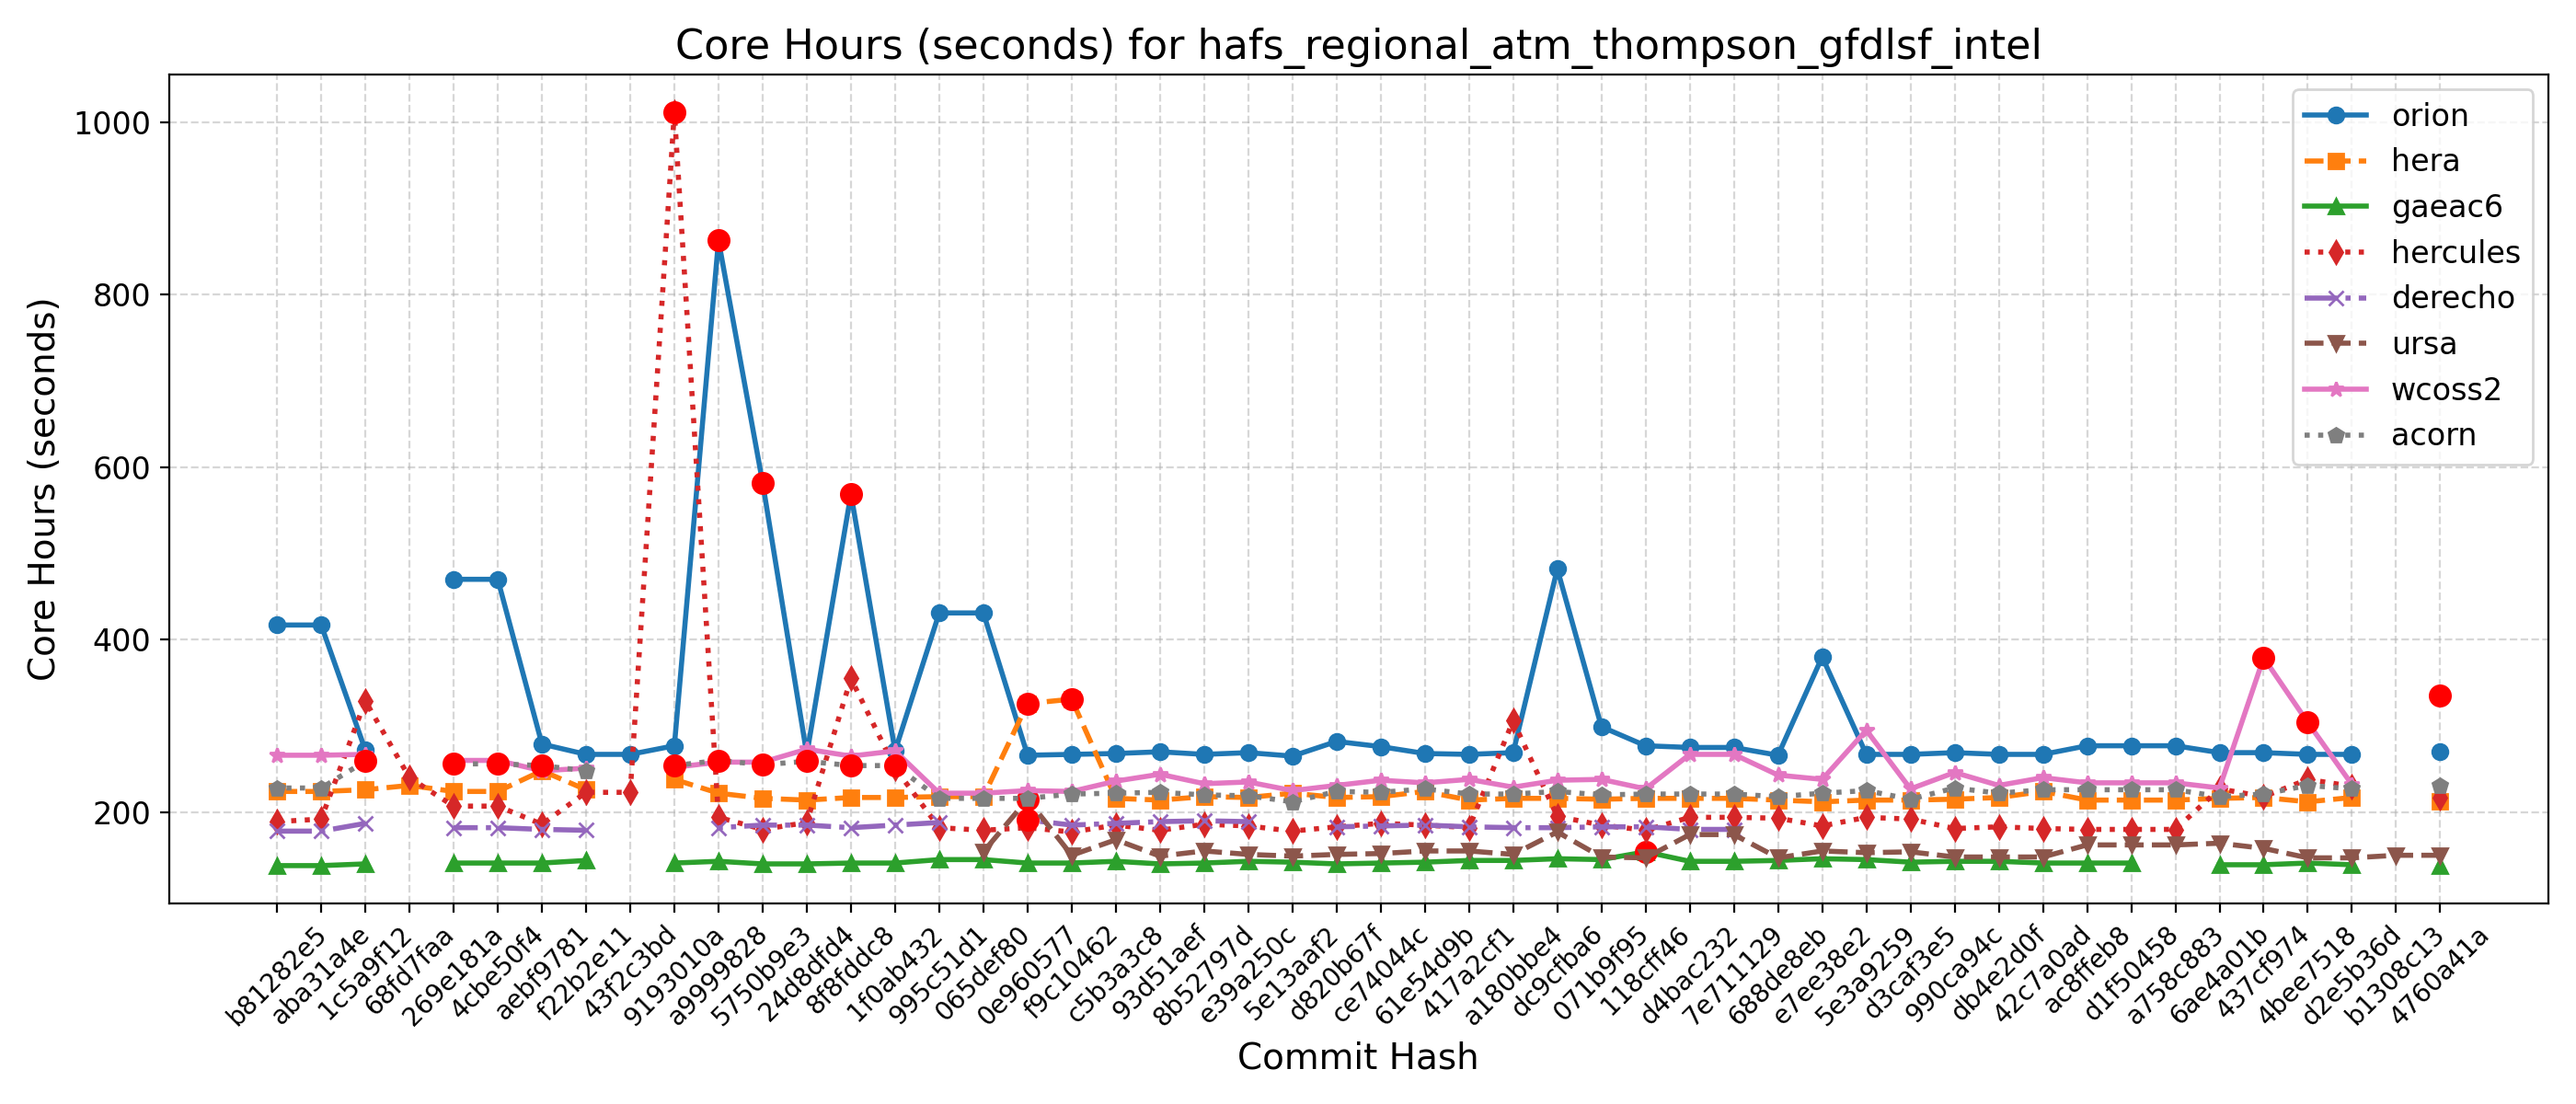 Core Hours (seconds) for hafs_regional_atm_thompson_gfdlsf_intel
Core Hours (seconds)
1000
800
600
400
200
orion
hera
gaeac6
hercules
derecho
ursa
wcoss2
acorn
b81282e5
aba31a4e
1c5a9f12
68fd7faa
269e181a
4cbe50f4
aebf9781
f22b2e11
43f2c3bd
9193010a
a9999828
5750b9e3
24d8dfd4
8f8fddc8
1f0ab432
995c51d1
065def80
0e960577
f9c10462
c5b3a3c8
93d51aef
8b52797d
e39a250c
5e13aaf2
d820b67f
ce74044c
61e54d9b
417a2cf1
a180bbe4
dc9cfba6
071b9f95
118cff46
d4bac232
7e711129
688de8eb
e7ee38e2
5e3a9259
d3caf3e5
990ca94c
db4e2d0f
42c7a0ad
ac8ffeb8
d1f50458
a758c883
6ae4a01b
437cf974
4bee7518
d2e5b36d
b1308c13
4760a41a
Commit Hash